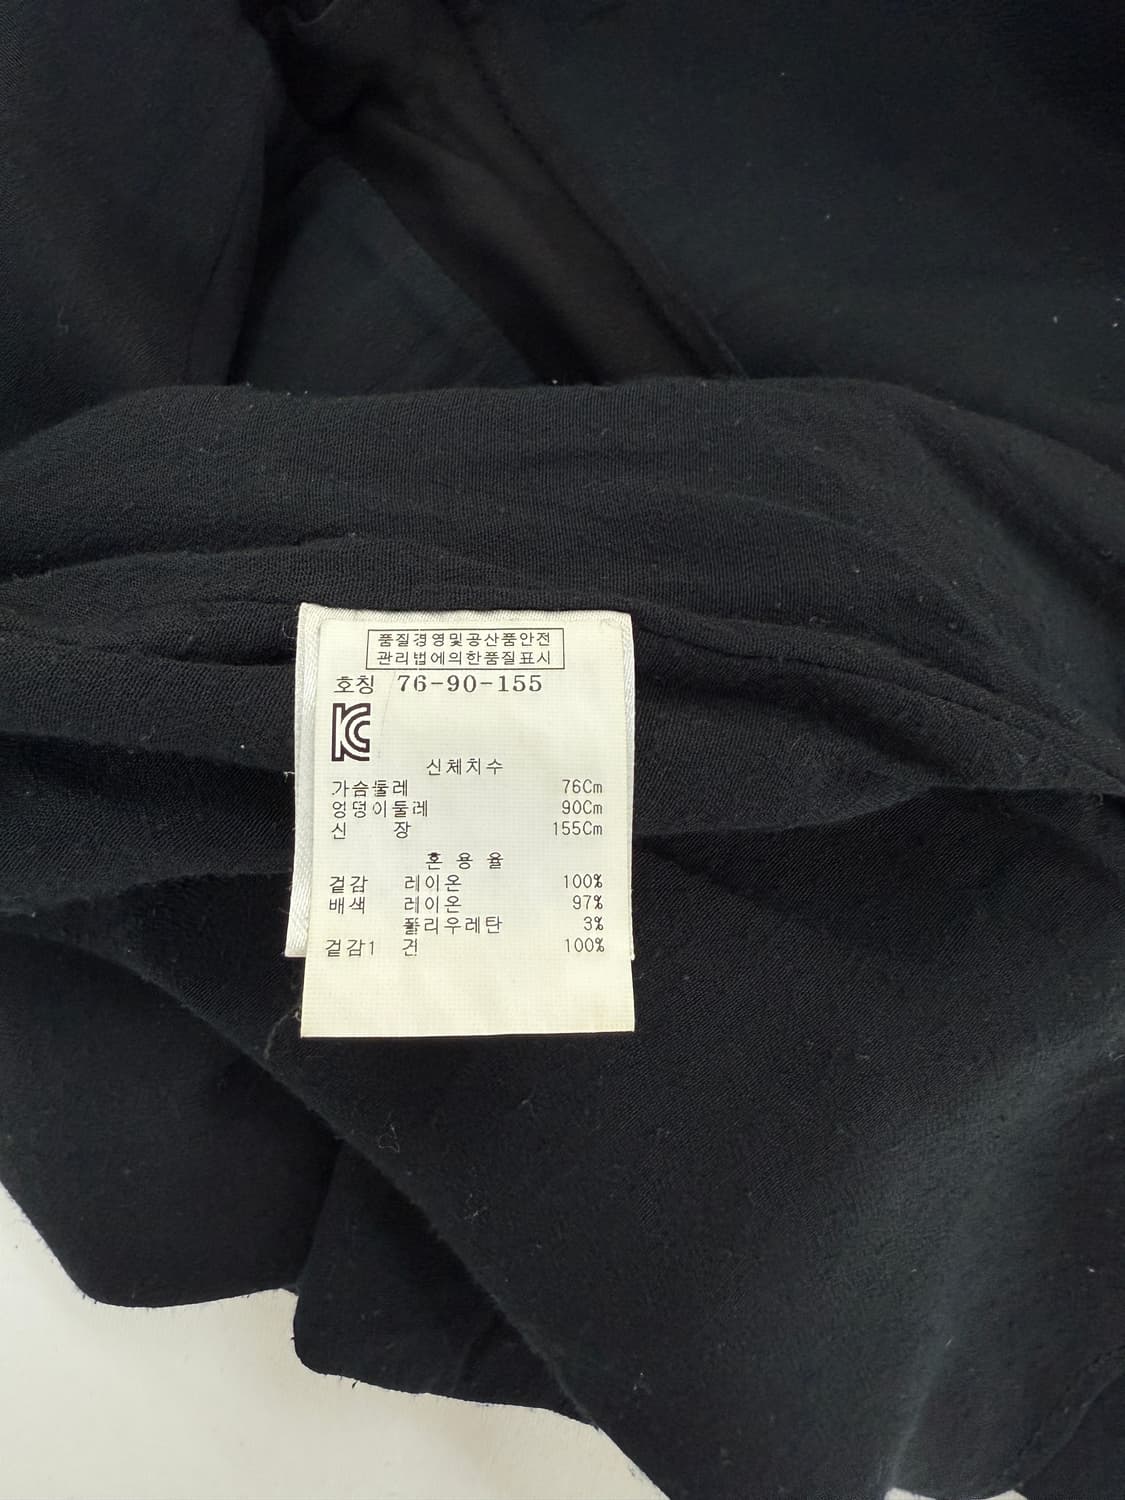 품질경영및공산품안전
관리법에의한품질표시
호칭 76-90-155
신체치수
가슴둘레 76Cm
엉덩이둘레 90Cm
신 장 155Cm
혼 용 율
겉감 레이온 100%
배색 레이온 97%
폴리우레탄 3%
겉감1 견 100%